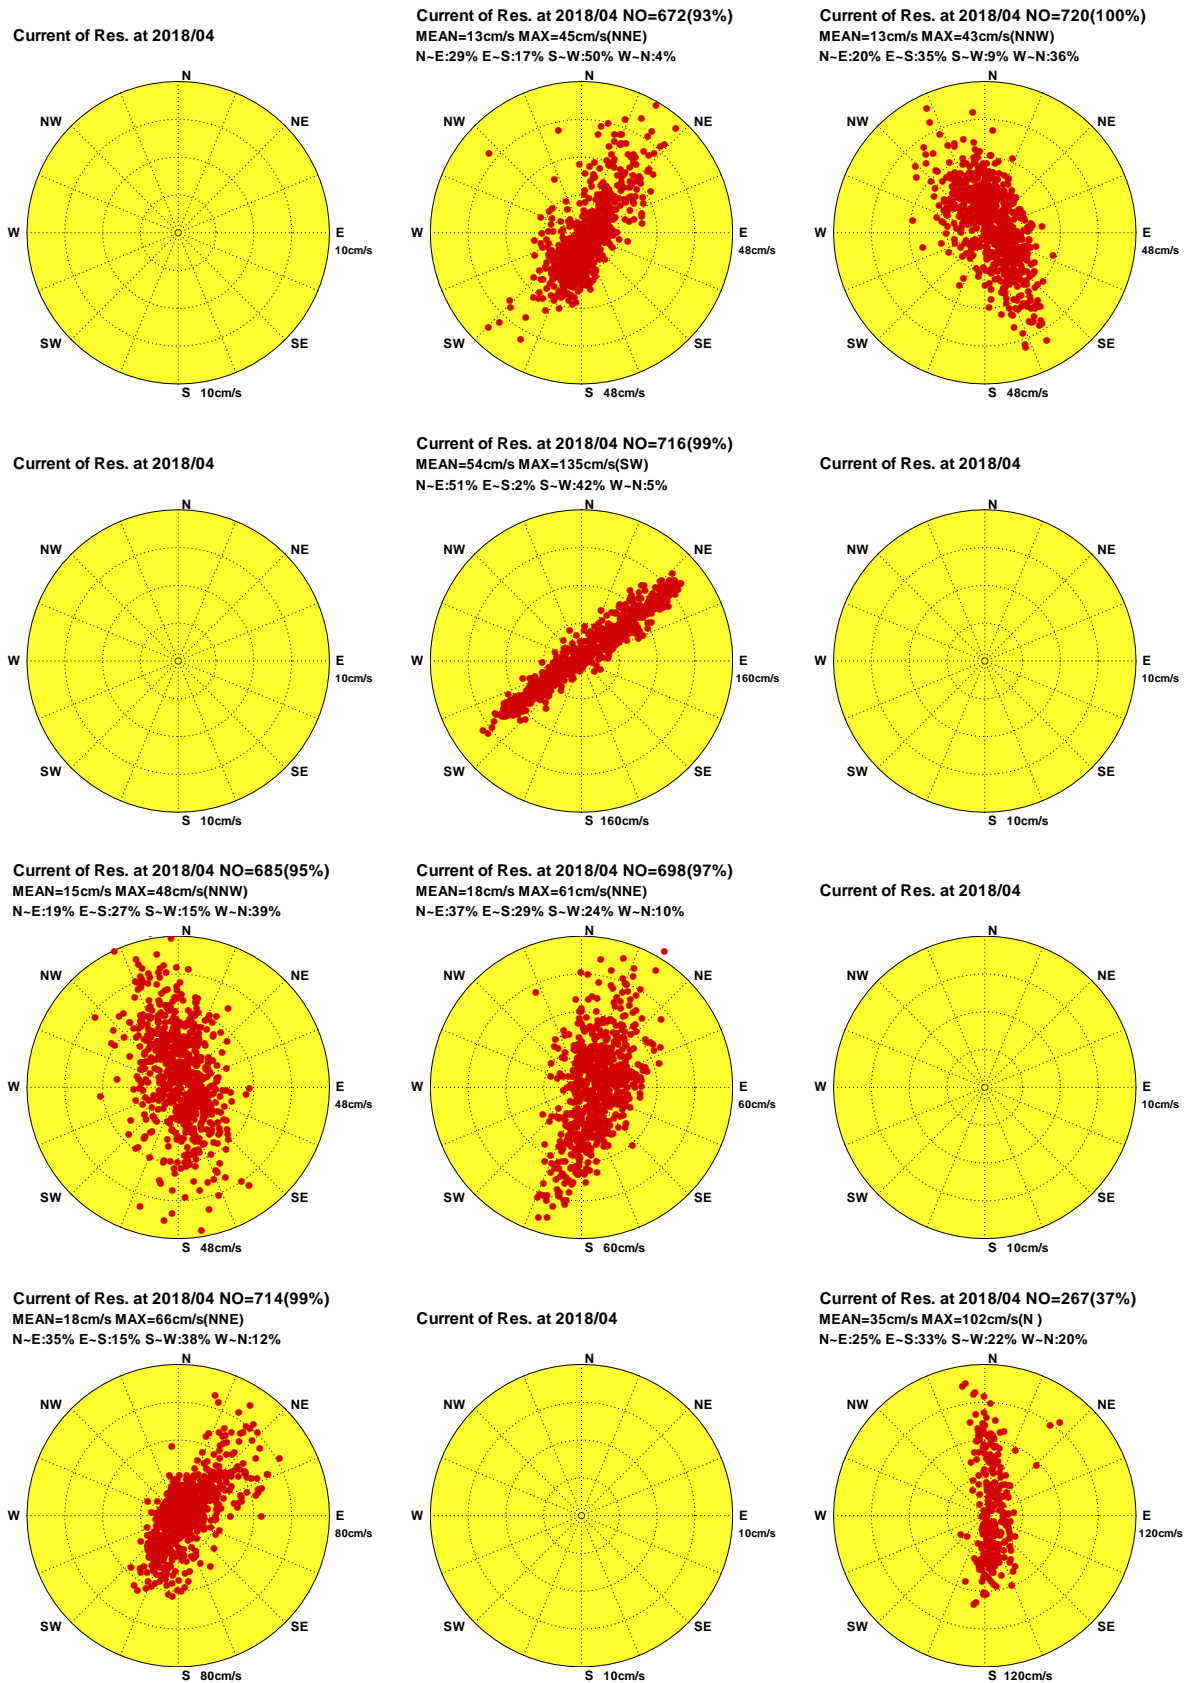 Current of Res. at 2018/04
N
NW
NE
W
E
10cm/s
SW
SE
S 10cm/s
Current of Res. at 2018/04 NO=672(93%)
MEAN=13cm/s MAX=45cm/s(NNE)
N~E:29% E~S:17% S~W:50% W~N:4%
N
NW
NE
W
E
48cm/s
SW
SE
S 48cm/s
Current of Res. at 2018/04 NO=720(100%)
MEAN=13cm/s MAX=43cm/s(NNW)
N~E:20% E~S:35% S~W:9% W~N:36%
N
NW
NE
W
E
48cm/s
SW
SE
S 48cm/s
Current of Res. at 2018/04
N
NW
NE
W
E
10cm/s
SW
SE
S 10cm/s
Current of Res. at 2018/04 NO=716(99%)
MEAN=54cm/s MAX=135cm/s(SW)
N~E:51% E~S:2% S~W:42% W~N:5%
N
NW
NE
W
E
160cm/s
SW
SE
S 160cm/s
Current of Res. at 2018/04
N
NW
NE
W
E
10cm/s
SW
SE
S 10cm/s
Current of Res. at 2018/04 NO=685(95%)
MEAN=15cm/s MAX=48cm/s(NNW)
N~E:19% E~S:27% S~W:15% W~N:39%
N
NW
NE
W
E
48cm/s
SW
SE
S 48cm/s
Current of Res. at 2018/04 NO=698(97%)
MEAN=18cm/s MAX=61cm/s(NNE)
N~E:37% E~S:29% S~W:24% W~N:10%
N
NW
NE
W
E
60cm/s
SW
SE
S 60cm/s
Current of Res. at 2018/04
N
NW
NE
W
E
10cm/s
SW
SE
S 10cm/s
Current of Res. at 2018/04 NO=714(99%)
MEAN=18cm/s MAX=66cm/s(NNE)
N~E:35% E~S:15% S~W:38% W~N:12%
N
NW
NE
W
E
80cm/s
SW
SE
S 80cm/s
Current of Res. at 2018/04
N
NW
NE
W
E
10cm/s
SW
SE
S 10cm/s
Current of Res. at 2018/04 NO=267(37%)
MEAN=35cm/s MAX=102cm/s(N )
N~E:25% E~S:33% S~W:22% W~N:20%
N
NW
NE
W
E
120cm/s
SW
SE
S 120cm/s